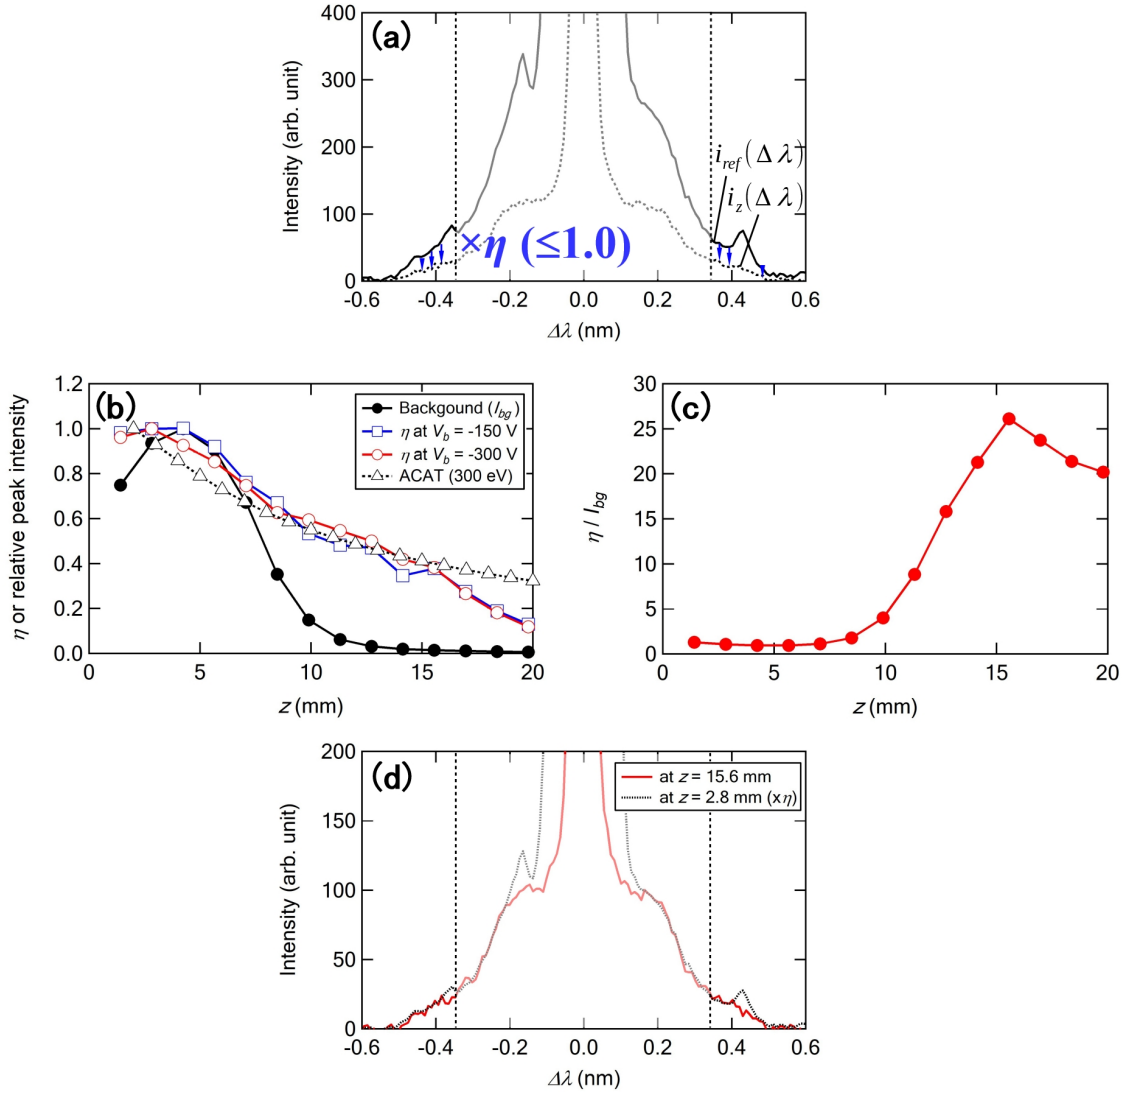 (a)
Intensity (arb. unit)
400
300
200
100
0
i_ref(Δ λ)
i_z(Δ λ)
×η (≤1.0)
-0.6 -0.4 -0.2 0.0 0.2 0.4 0.6
Δλ (nm)
(b)
η or relative peak intensity
1.2
1.0
0.8
0.6
0.4
0.2
0.0
Backgound (I_bg)
η at V_b = -150 V
η at V_b = -300 V
ACAT (300 eV)
0 5 10 15 20
z (mm)
(c)
η / I_bg
30
25
20
15
10
5
0
0 5 10 15 20
z (mm)
(d)
Intensity (arb. unit)
200
150
100
50
0
at z = 15.6 mm
at z = 2.8 mm (xη)
-0.6 -0.4 -0.2 0.0 0.2 0.4 0.6
Δλ (nm)